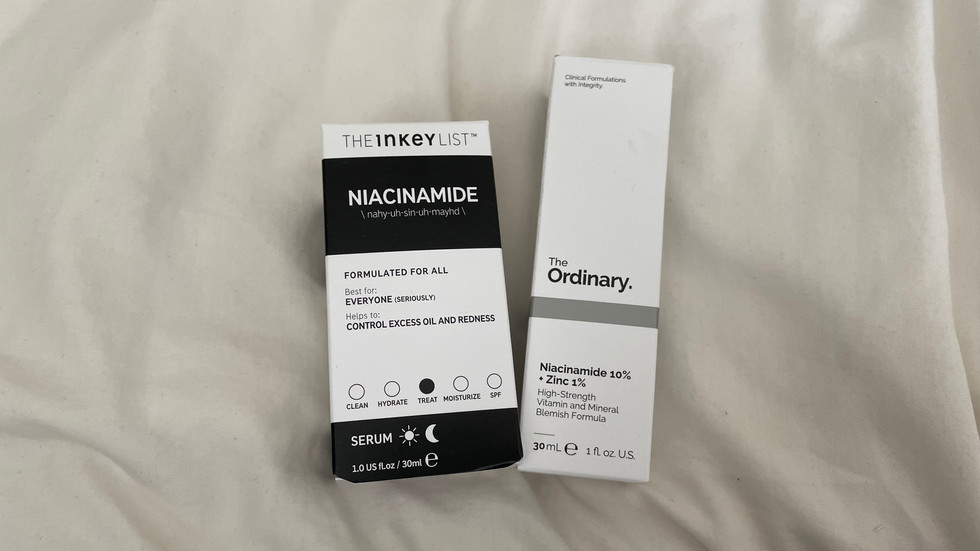 THE INKEY LIST™
NIACINAMIDE
\ nahy-uh-sin-uh-mayhd \
FORMULATED FOR ALL
Best for:
EVERYONE (SERIOUSLY)
Helps to:
CONTROL EXCESS OIL AND REDNESS
CLEAN HYDRATE TREAT MOISTURIZE SPF
SERUM
1.0 US fl.oz / 30ml ℮
Clinical Formulations
with Integrity.
The
Ordinary.
Niacinamide 10%
+ Zinc 1%
High-Strength
Vitamin and Mineral
Blemish Formula
30 mL ℮ 1 fl. oz. U.S.